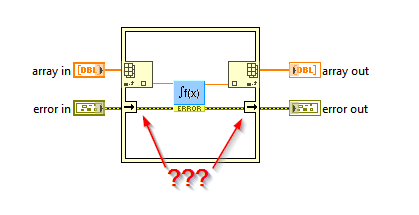 array in
DBL
DBL
array out
∫f(x)
error in
ERROR
error out
???